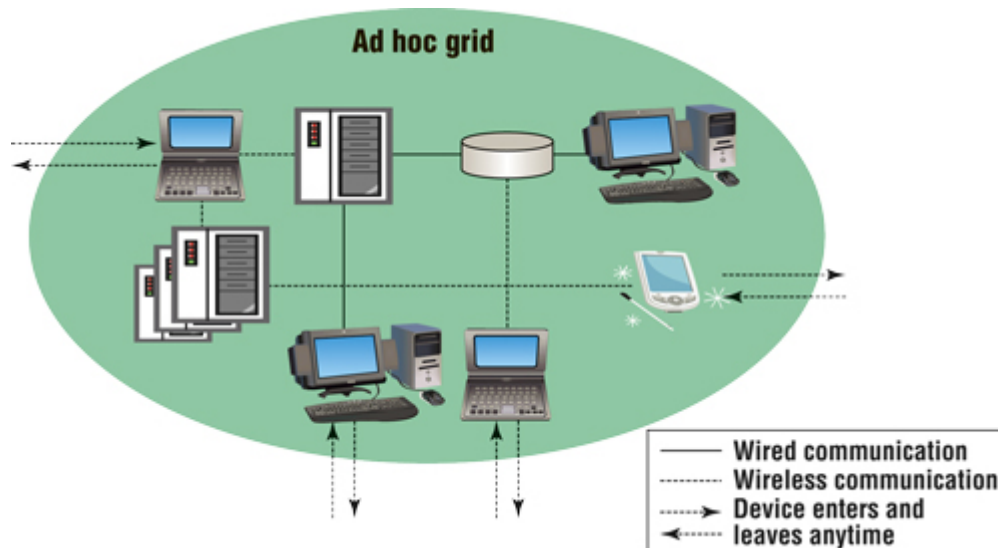 Ad hoc grid
Wired communication
Wireless communication
Device enters and
leaves anytime